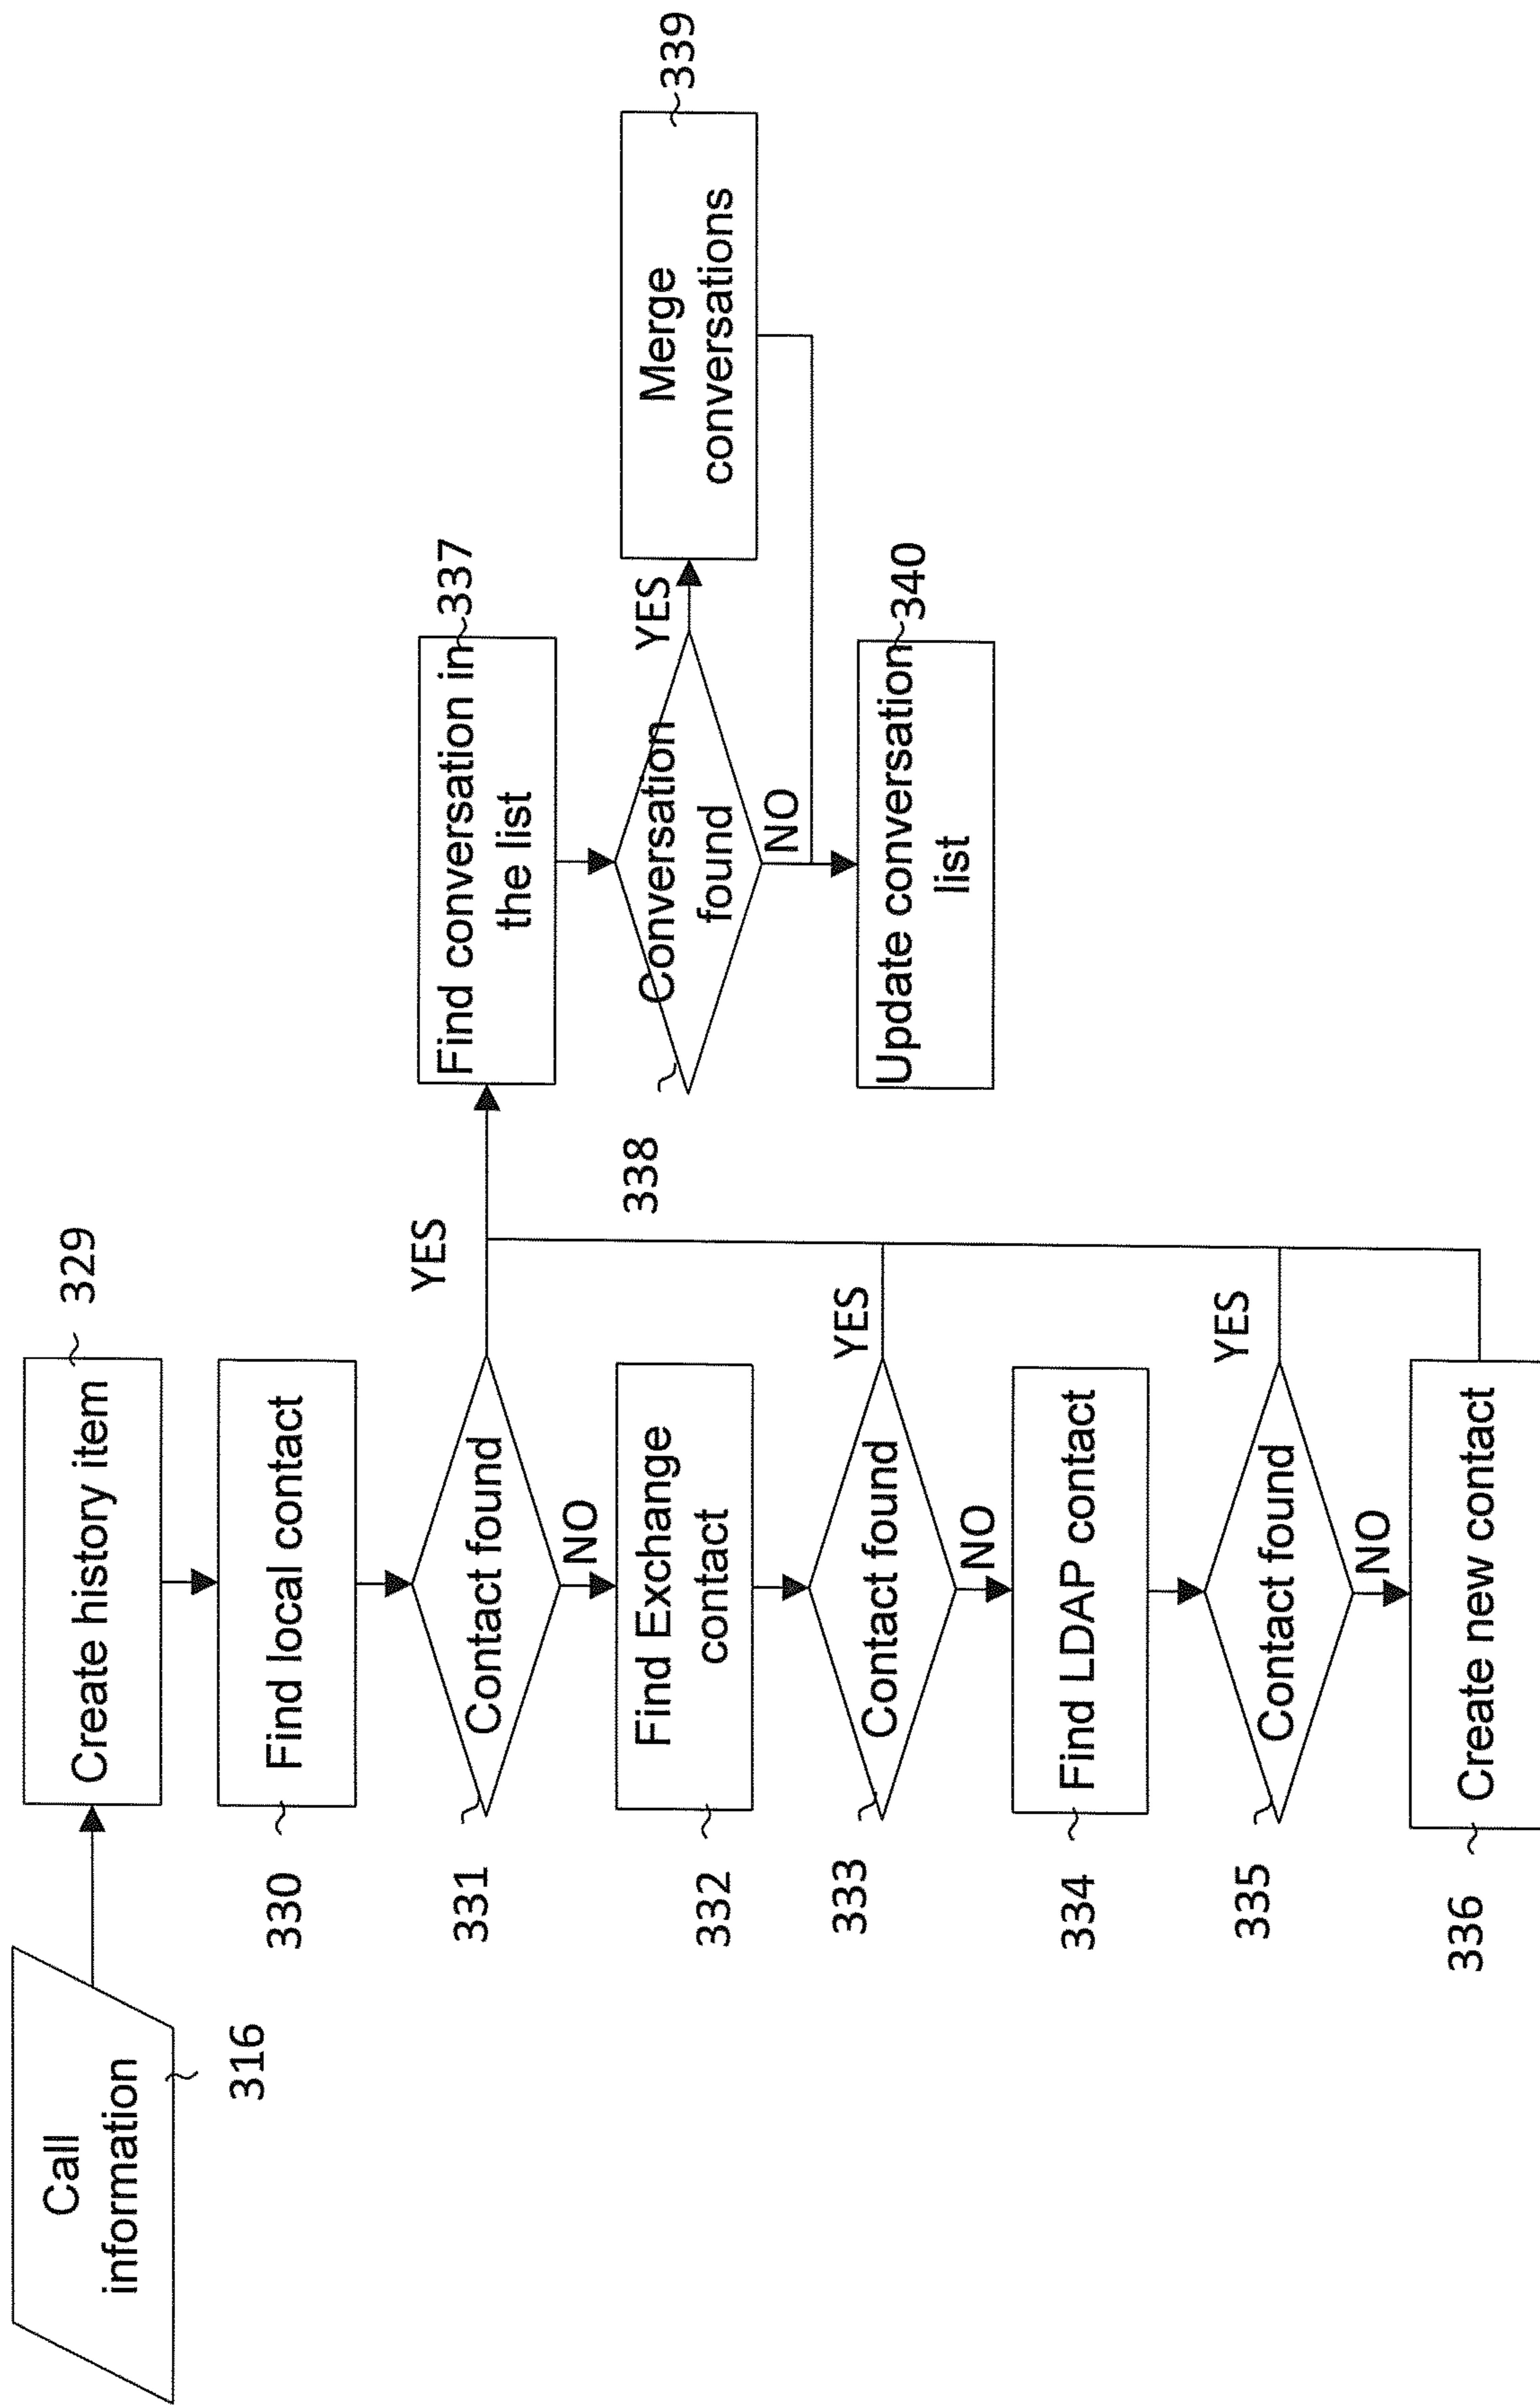 Call
information
316
Create history item
329
Find local contact
330
Contact found
331
YES
NO
Find Exchange
contact
332
Contact found
333
YES
NO
Find LDAP contact
334
Contact found
335
YES
NO
Create new contact
336
Find conversation in
the list
337
Conversation
found
338
YES
NO
Merge
conversations
339
Update conversation
list
340